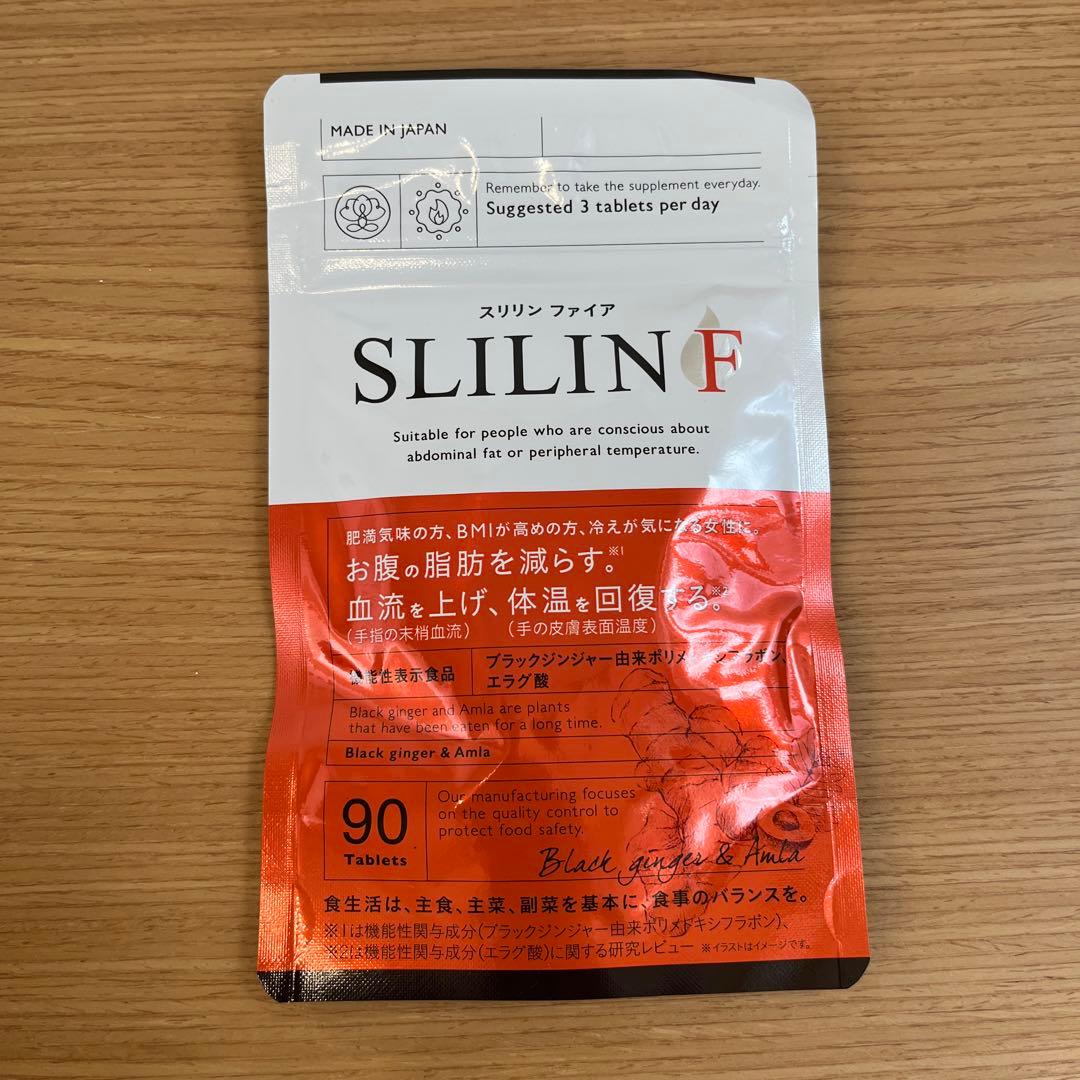 MADE IN JAPAN
Remember to take the supplement everyday.
Suggested 3 tablets per day
スリリン ファイア
SLILIN F
Suitable for people who are conscious about
abdominal fat or peripheral temperature.
肥満気味の方、BMIが高めの方、冷えが気になる女性に。
お腹の脂肪を減らす。※1
血流を上げ、体温を回復する。※2
(手指の末梢血流) (手の皮膚表面温度)
機能性表示食品
ブラックジンジャー由来ポリメトキシフラボン、
エラグ酸
Black ginger and Amla are plants
that have been eaten for a long time.
Black ginger & Amla
90
Tablets
Our manufacturing focuses
on the quality control to
protect food safety.
Black ginger & Amla
食生活は、主食、主菜、副菜を基本に、食事のバランスを。
※1は機能性関与成分(ブラックジンジャー由来ポリメトキシフラボン)、
※2は機能性関与成分(エラグ酸)に関する研究レビュー ※イラストはイメージです。